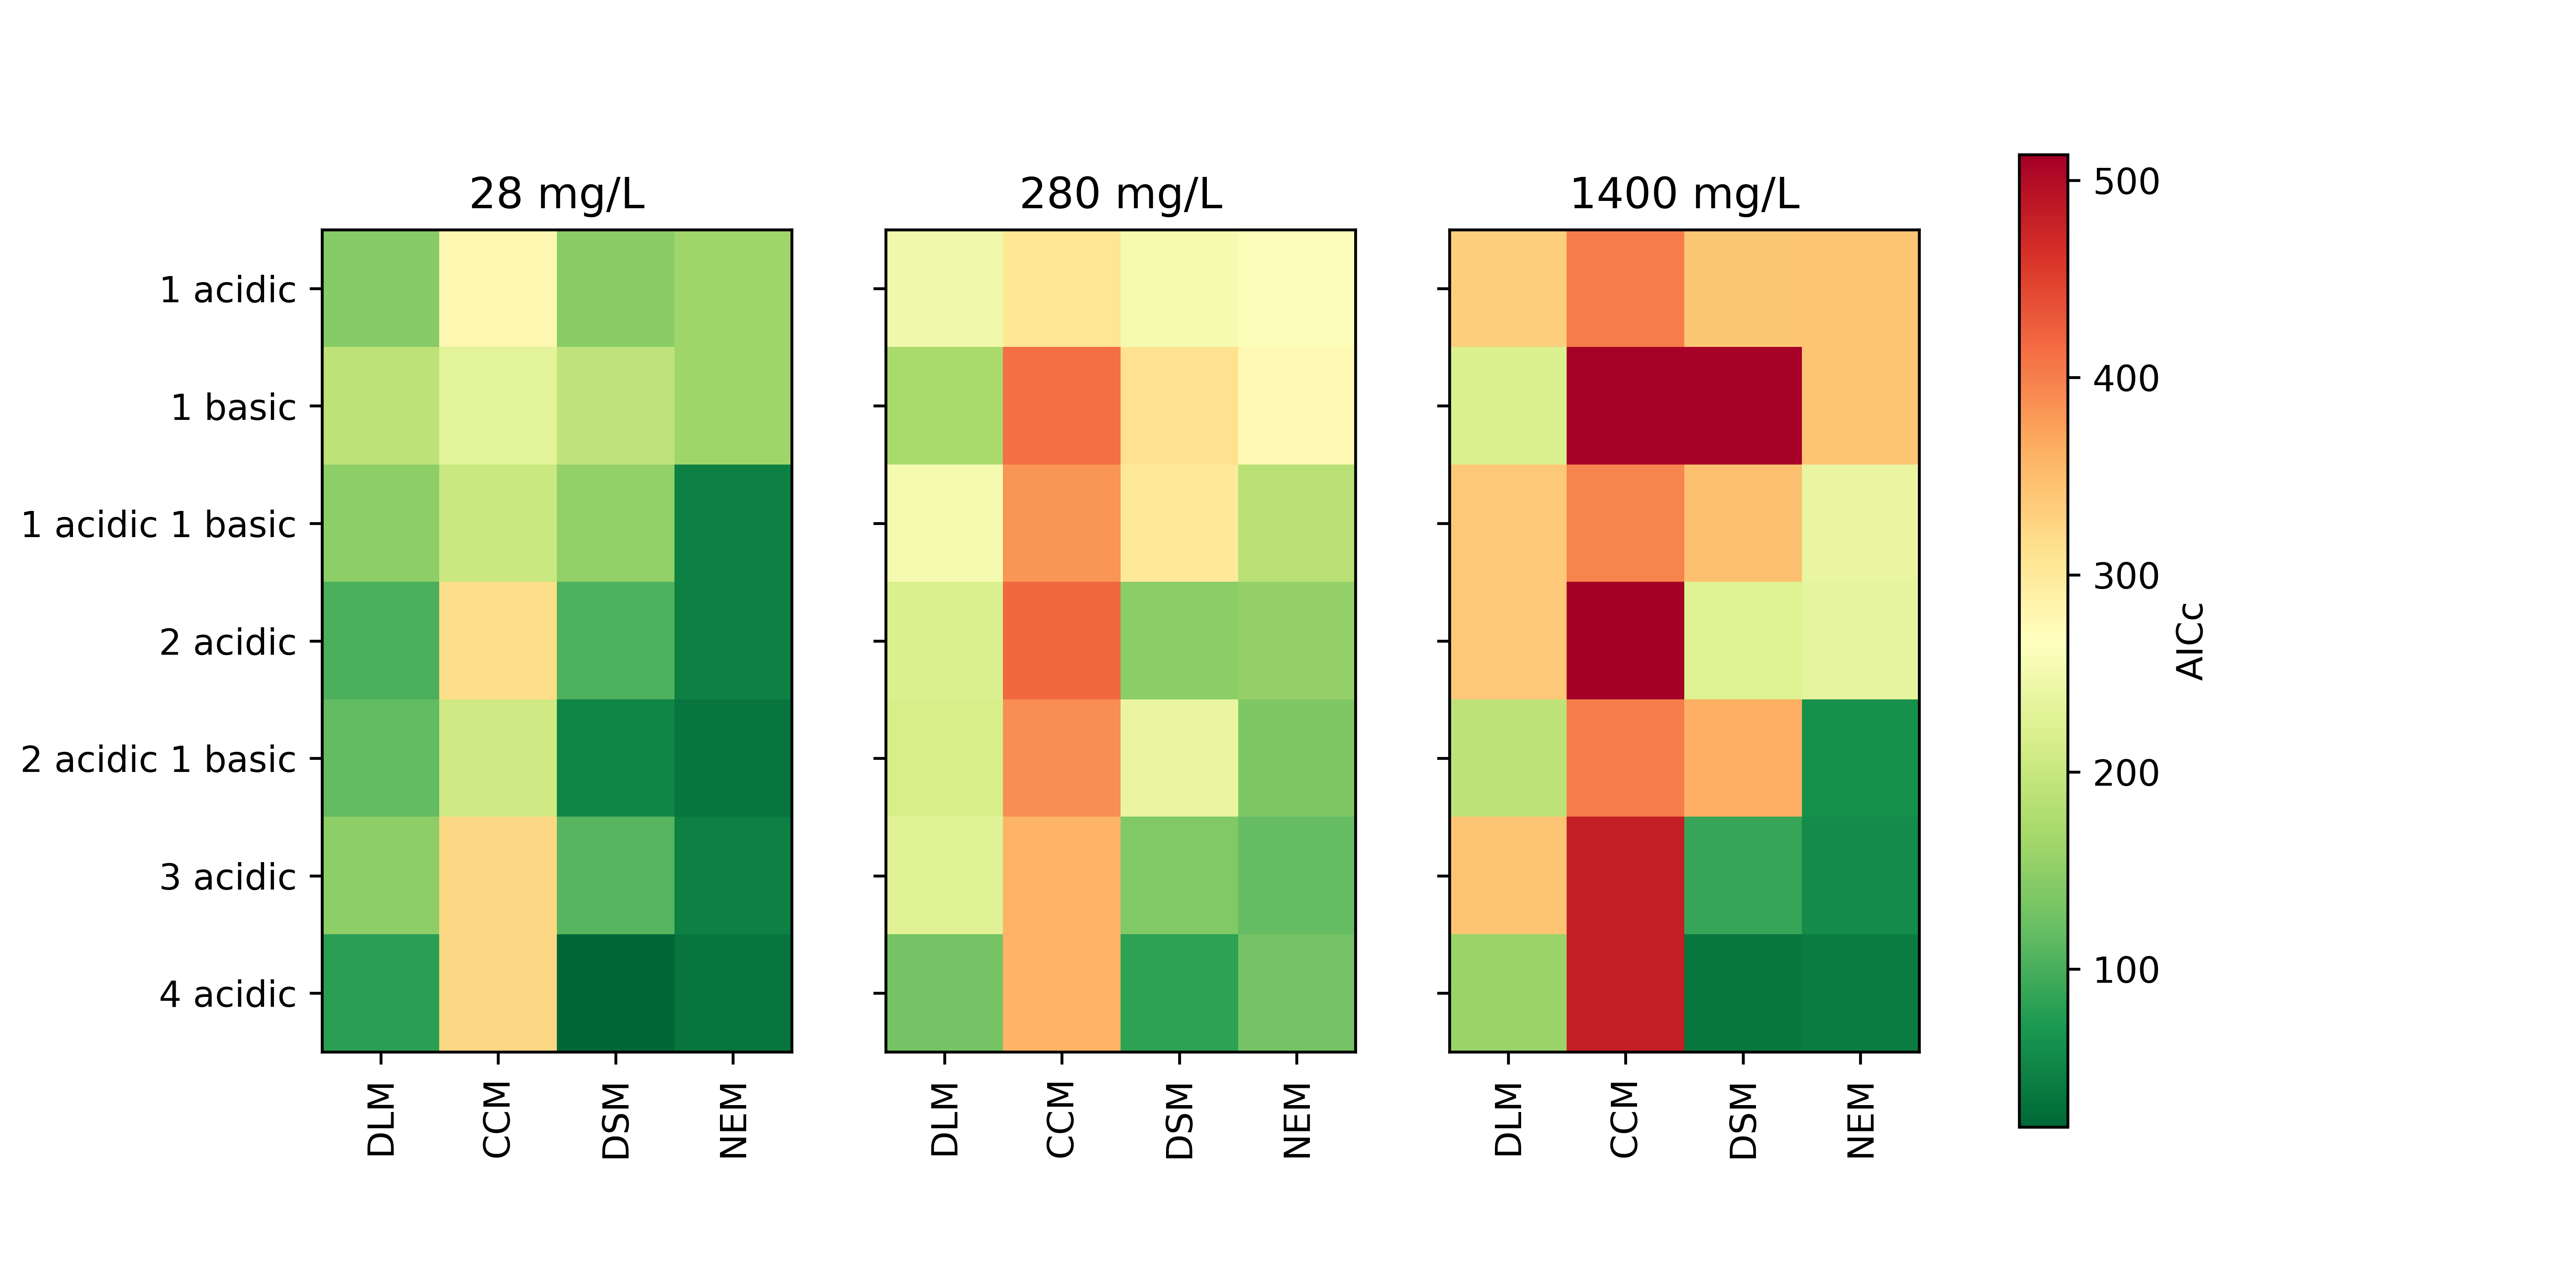 28 mg/L
280 mg/L
1400 mg/L
1 acidic
1 basic
1 acidic 1 basic
2 acidic
2 acidic 1 basic
3 acidic
4 acidic
DLM
CCM
DSM
NEM
DLM
CCM
DSM
NEM
DLM
CCM
DSM
NEM
500
400
300
200
100
AICc